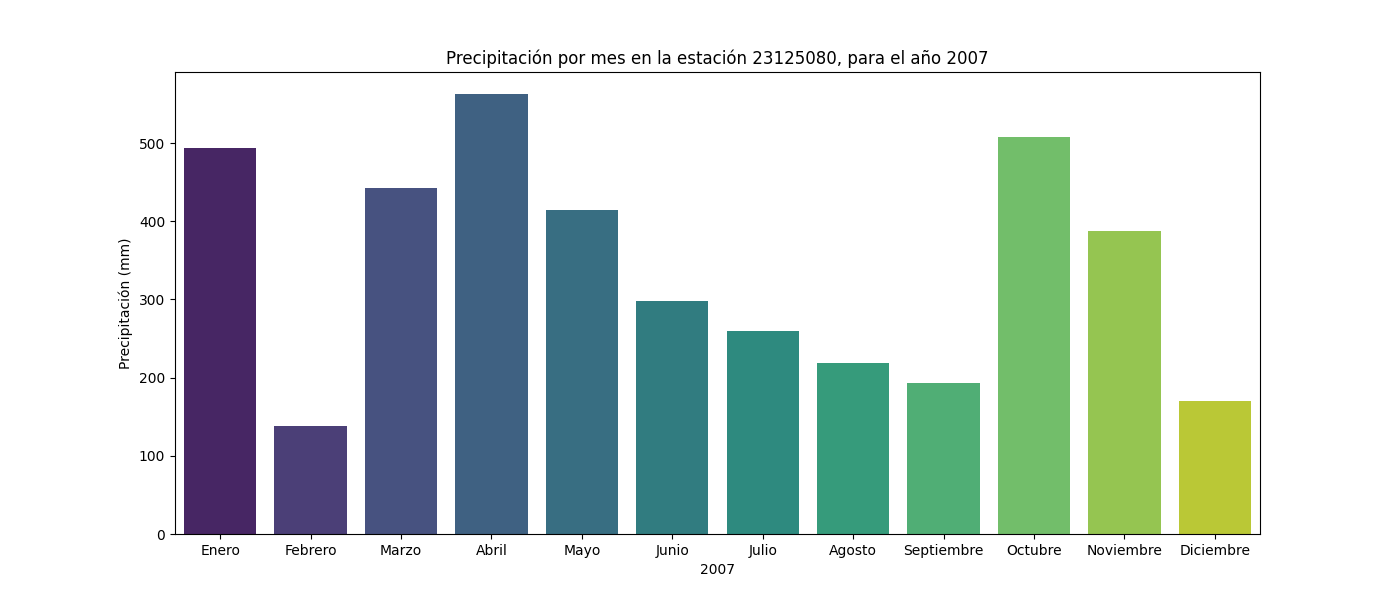 Precipitación por mes en la estación 23125080, para el año 2007
Precipitación (mm)
500
400
300
200
100
0
Enero Febrero Marzo Abril Mayo Junio Julio Agosto Septiembre Octubre Noviembre Diciembre
2007